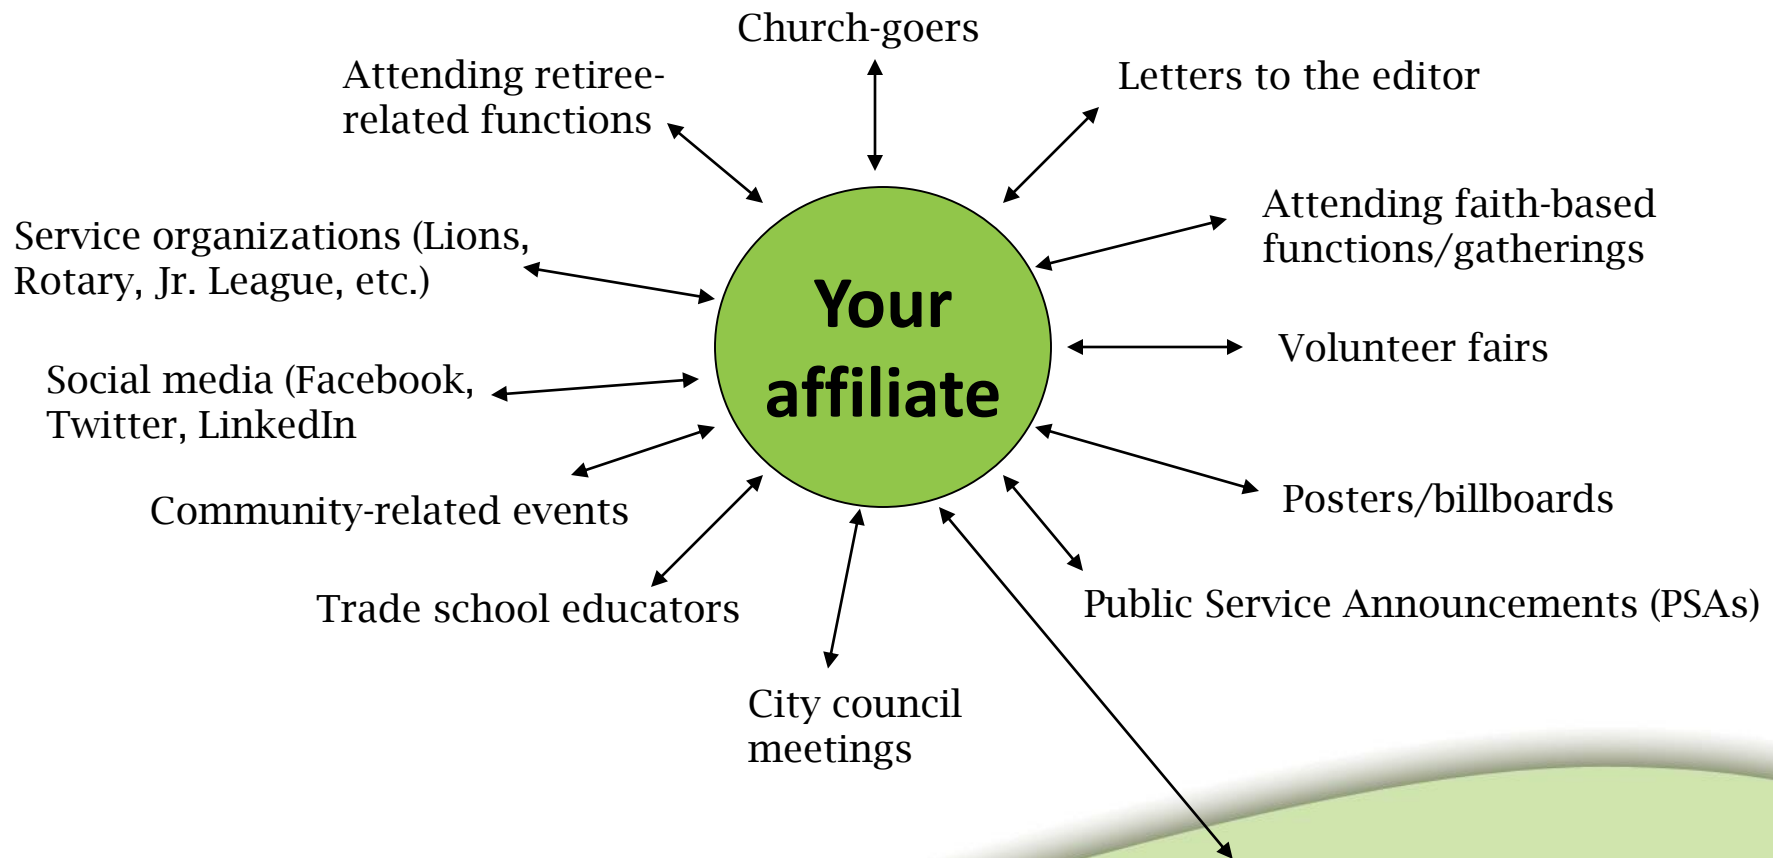 Church-goers
Attending retiree-
related functions
Letters to the editor
Attending faith-based
functions/gatherings
Service organizations (Lions,
Rotary, Jr. League, etc.)
Your
affiliate
Volunteer fairs
Social media (Facebook,
Twitter, LinkedIn
Community-related events
Posters/billboards
Trade school educators
Public Service Announcements (PSAs)
City council
meetings